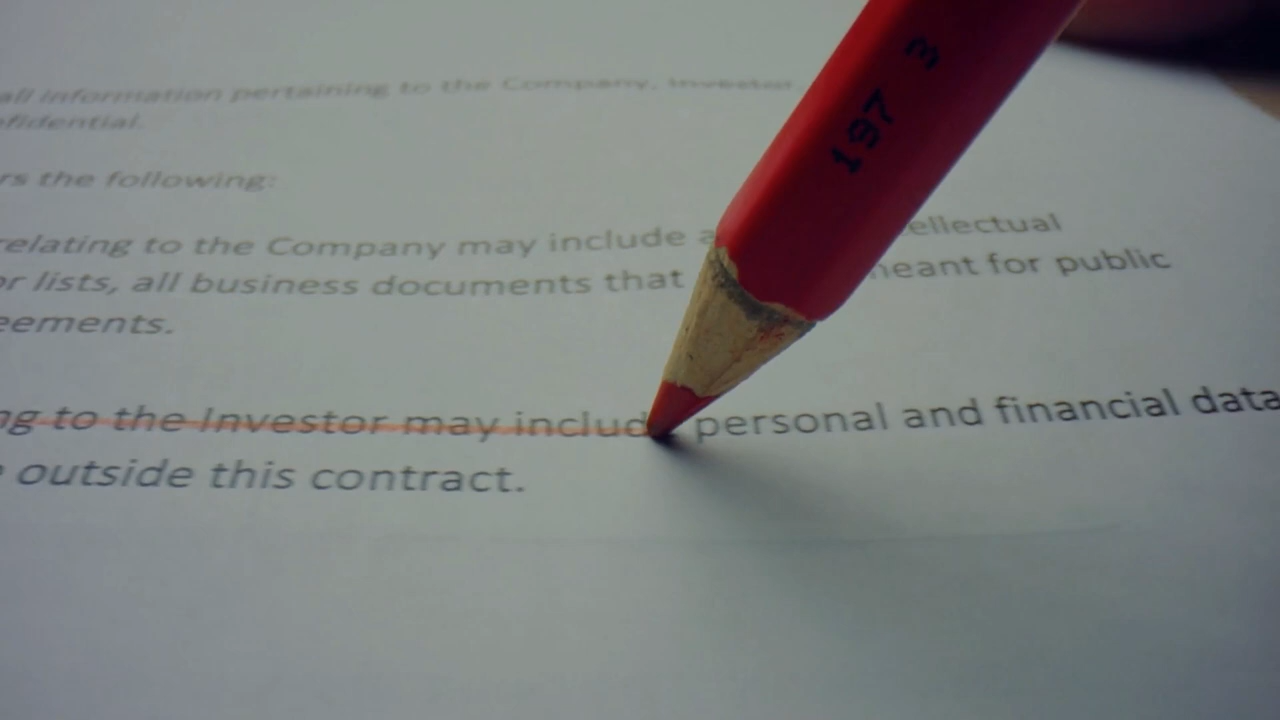 all information pertaining to the Company, Investor
nfidential.
rs the following:
relating to the Company may include a ellectual
or lists, all business documents that meant for public
eements.
ng to the Investor may includ personal and financial data
e outside this contract.
197 3